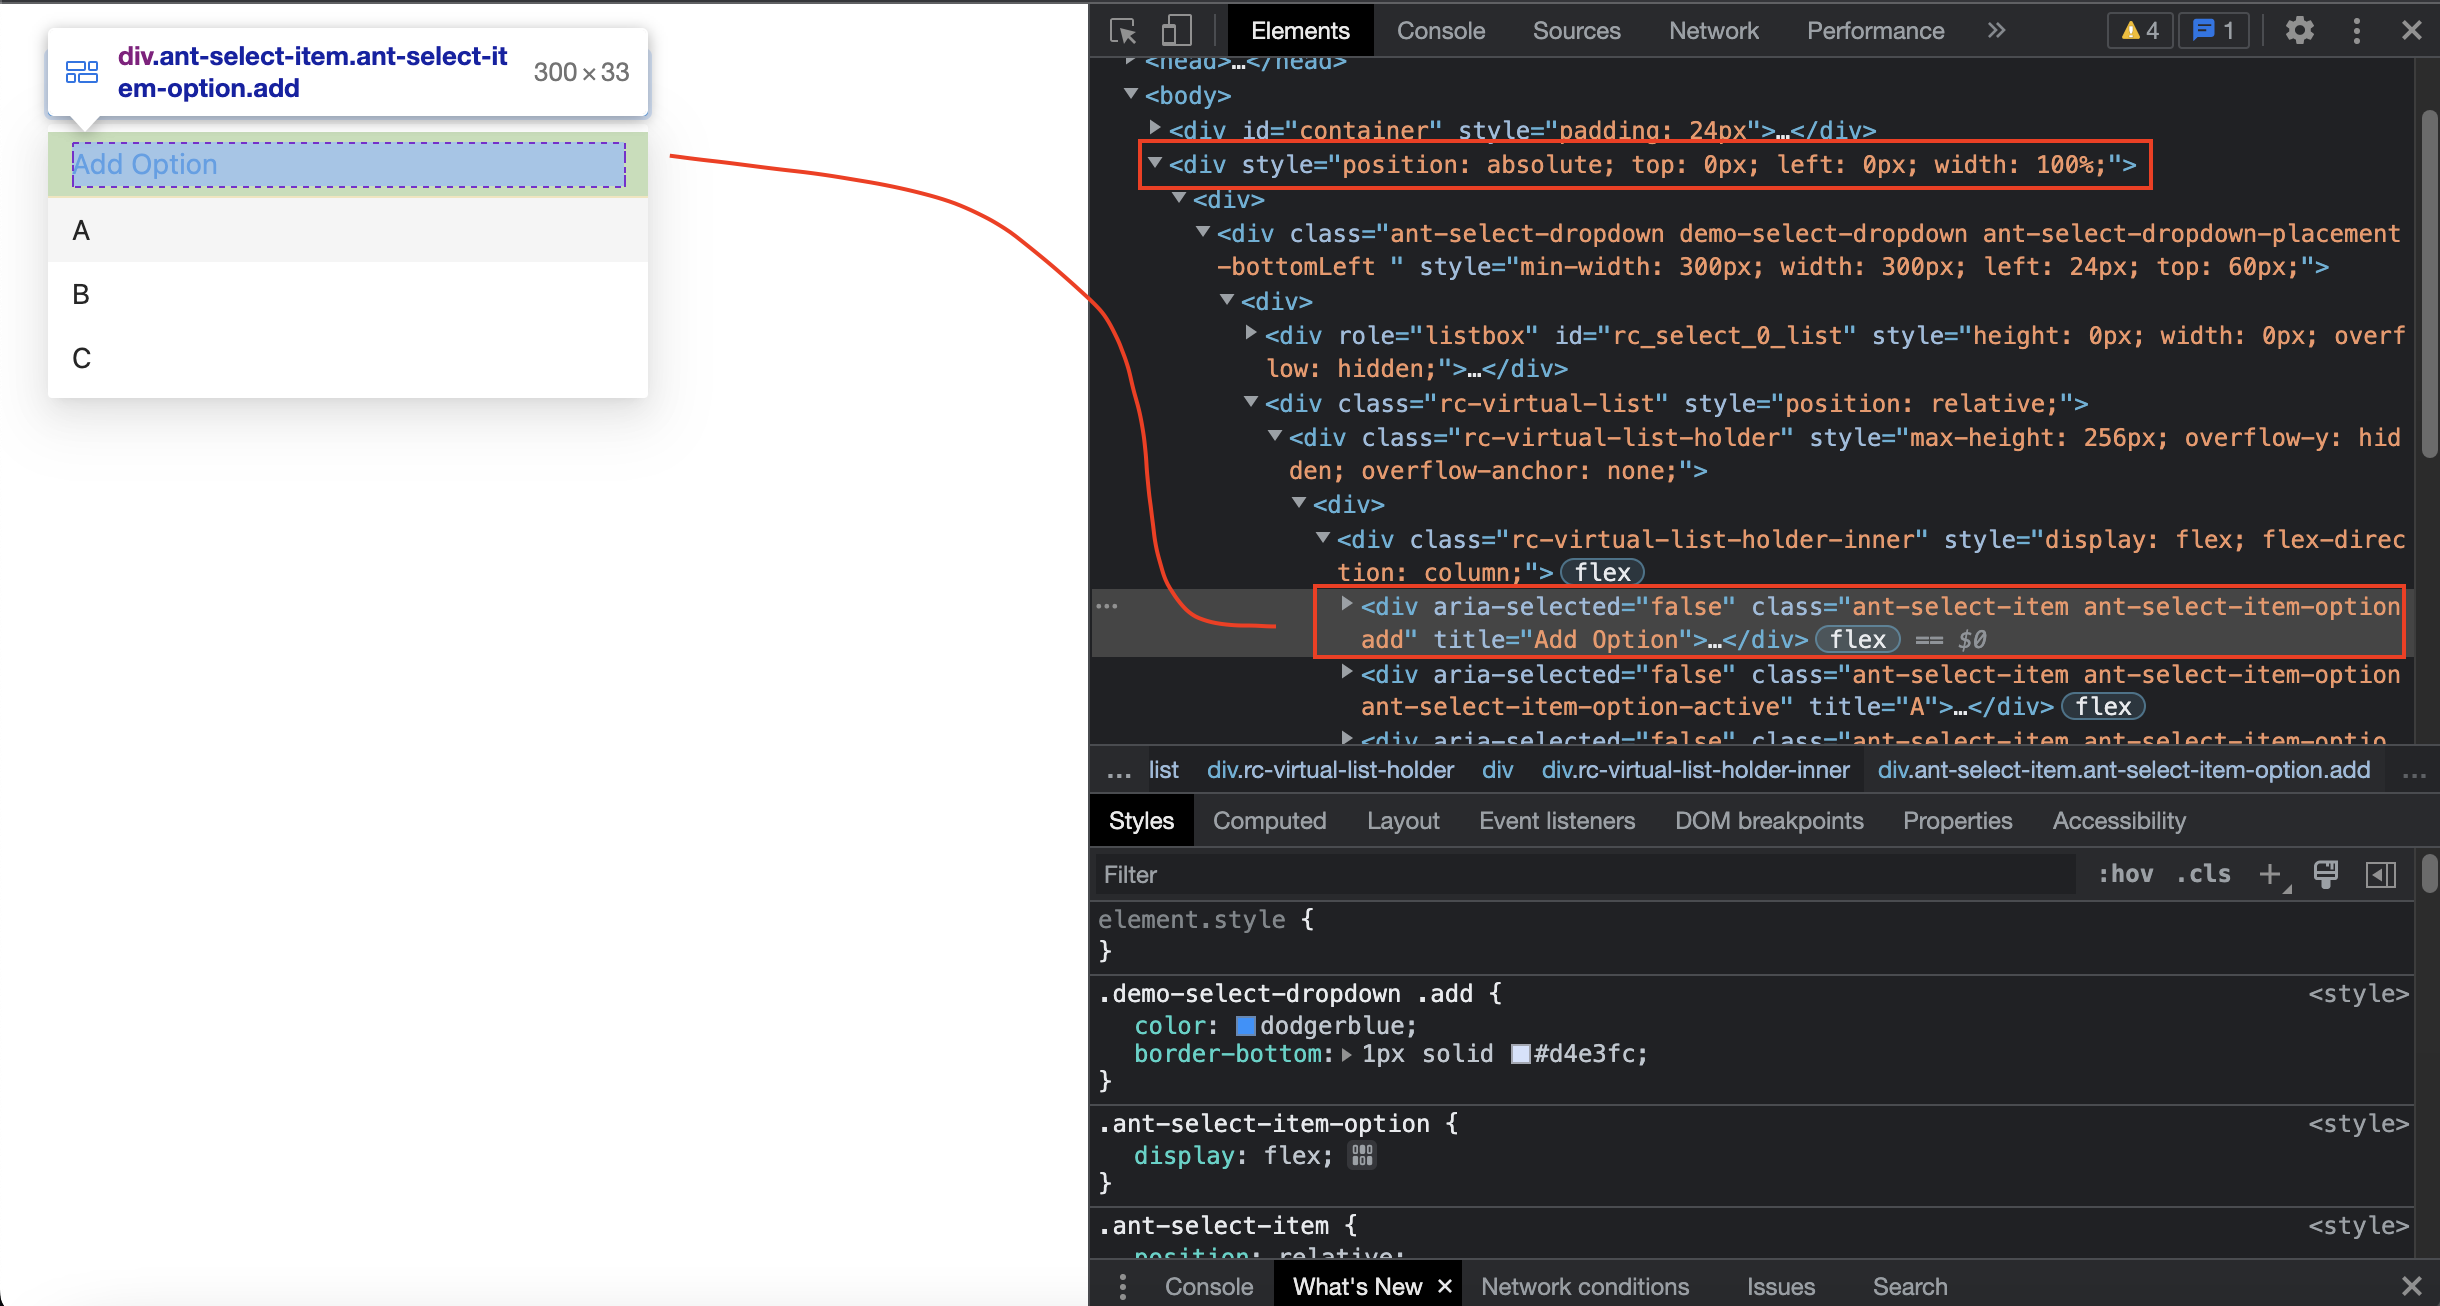 div.ant-select-item.ant-select-it
em-option.add
300 × 33
Add Option
A
B
C
Elements
Console
Sources
Network
Performance
4
1
<head>…</head>
<body>
<div id="container" style="padding: 24px">…</div>
<div style="position: absolute; top: 0px; left: 0px; width: 100%;">
<div>
<div class="ant-select-dropdown demo-select-dropdown ant-select-dropdown-placement
-bottomLeft " style="min-width: 300px; width: 300px; left: 24px; top: 60px;">
<div>
<div role="listbox" id="rc_select_0_list" style="height: 0px; width: 0px; overf
low: hidden;">…</div>
<div class="rc-virtual-list" style="position: relative;">
<div class="rc-virtual-list-holder" style="max-height: 256px; overflow-y: hid
den; overflow-anchor: none;">
<div>
<div class="rc-virtual-list-holder-inner" style="display: flex; flex-direc
tion: column;"> flex
<div aria-selected="false" class="ant-select-item ant-select-item-option
add" title="Add Option">…</div> flex == $0
<div aria-selected="false" class="ant-select-item ant-select-item-option
ant-select-item-option-active" title="A">…</div> flex
<div aria-selected="false" class="ant-select-item ant-select-item-optio
... list
div.rc-virtual-list-holder
div
div.rc-virtual-list-holder-inner
div.ant-select-item.ant-select-item-option.add
...
Styles
Computed
Layout
Event listeners
DOM breakpoints
Properties
Accessibility
Filter
:hov
.cls
element.style {
}
.demo-select-dropdown .add {
<style>
color: dodgerblue;
border-bottom: 1px solid #d4e3fc;
}
.ant-select-item-option {
<style>
display: flex;
}
.ant-select-item {
<style>
position: relative;
Console
What's New
Network conditions
Issues
Search